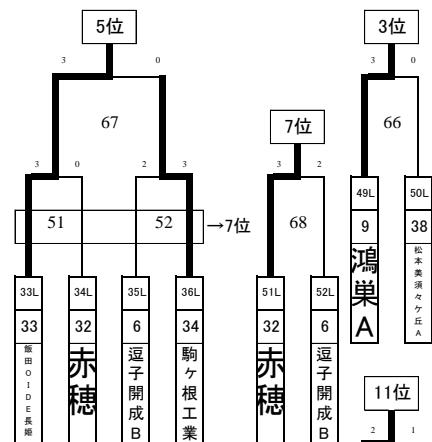 5位
3位
3 0
3 0
67
66
7位
3 0
2 3
3 2
49L
50L
51
52
→7位
68
9
38
鴻巣A
松本美須々ケ丘A
33L
34L
35L
36L
51L
52L
33
32
6
34
32
6
飯田OIDE長姫
赤穂
逗子開成B
駒ヶ根工業
赤穂
逗子開成B
11位
2 1